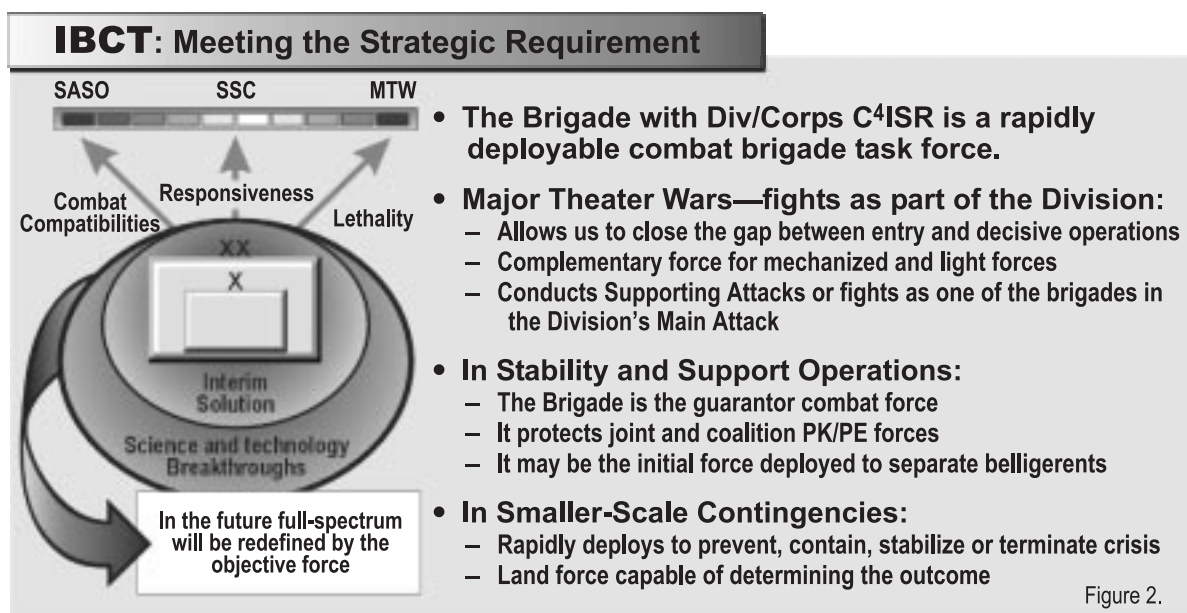 IBCT: Meeting the Strategic Requirement
SASO SSC MTW
Combat
Compatibilities
Responsiveness
Lethality
XX
X
Interim
Solution
Science and technology
Breakthroughs
In the future full-spectrum
will be redefined by the
objective force
• The Brigade with Div/Corps C4ISR is a rapidly
deployable combat brigade task force.
• Major Theater Wars—fights as part of the Division:
– Allows us to close the gap between entry and decisive operations
– Complementary force for mechanized and light forces
– Conducts Supporting Attacks or fights as one of the brigades in
the Division's Main Attack
• In Stability and Support Operations:
– The Brigade is the guarantor combat force
– It protects joint and coalition PK/PE forces
– It may be the initial force deployed to separate belligerents
• In Smaller-Scale Contingencies:
– Rapidly deploys to prevent, contain, stabilize or terminate crisis
– Land force capable of determining the outcome
Figure 2.